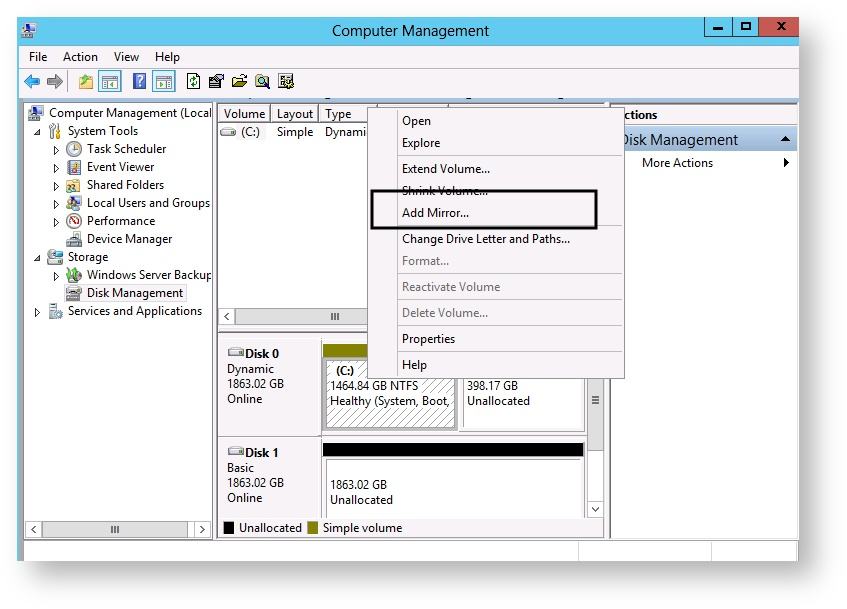 Computer Management
File Action View Help
Computer Management (Local
System Tools
Task Scheduler
Event Viewer
Shared Folders
Local Users and Groups
Performance
Device Manager
Storage
Windows Server Backup
Disk Management
Services and Applications
Volume Layout Type
(C:) Simple Dynami
Open
Explore
Extend Volume...
Shrink Volume...
Add Mirror...
Change Drive Letter and Paths...
Format...
Reactivate Volume
Delete Volume...
Properties
Help
Disk 0
Dynamic
1863.02 GB
Online
(C:)
1464.84 GB NTFS
Healthy (System, Boot,
398.17 GB
Unallocated
Disk 1
Basic
1863.02 GB
Online
1863.02 GB
Unallocated
Unallocated Simple volume
ctions
Disk Management
More Actions